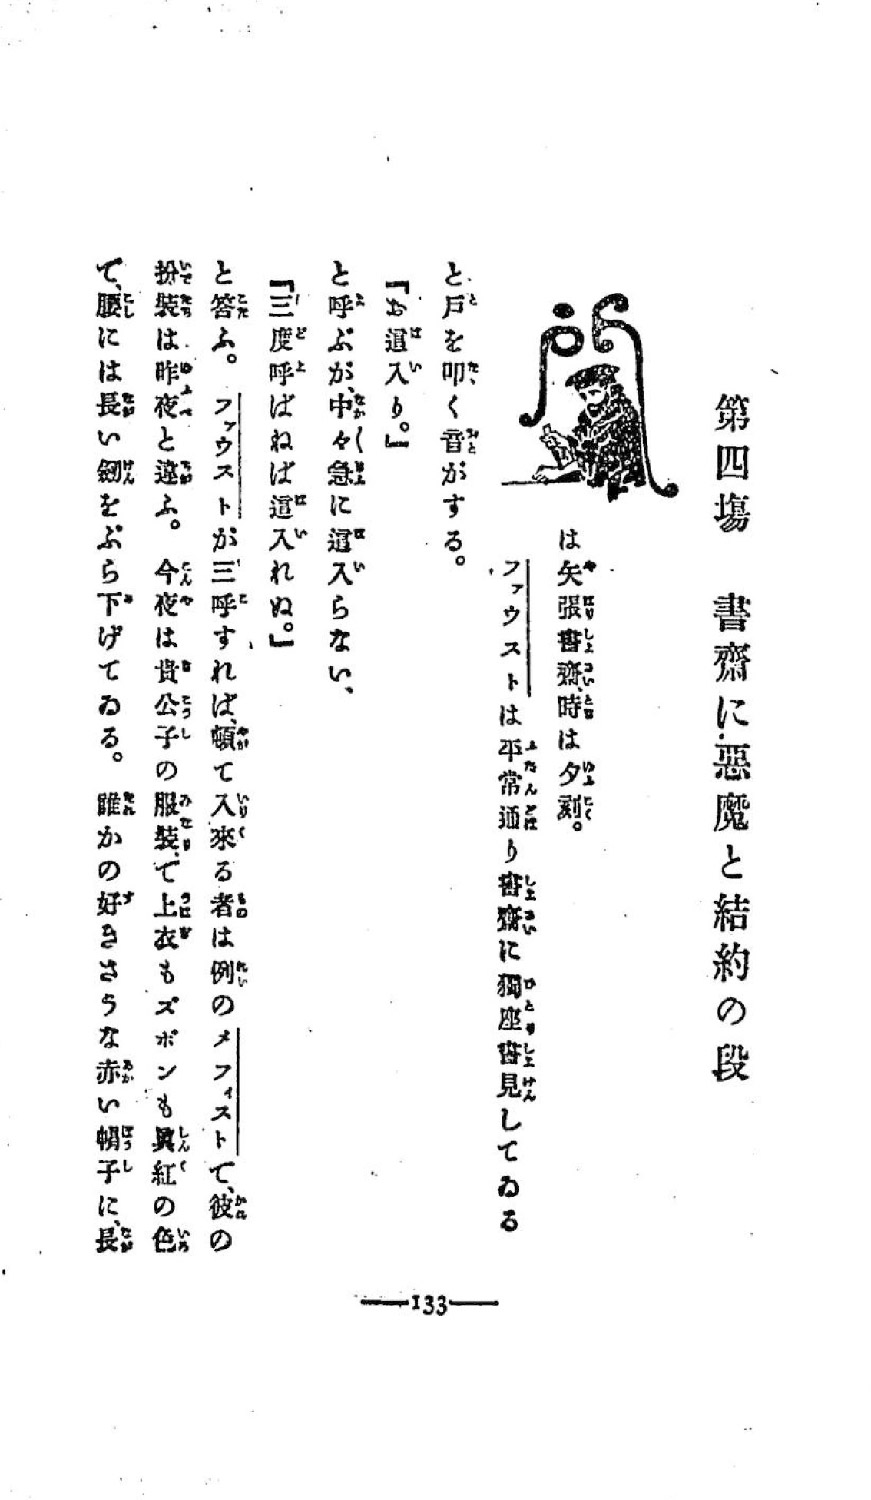 第四塲　書齋に惡魔と結約の段
は矢張書齋、時は夕刻。
ファウストは平常通り書齋に獨座書見してゐる
と戸を叩く音がする。
『お這入り。』
と呼ぶが、中々急に這入らない、
『三度呼ばねば這入れぬ。』
と答ふ。ファウストが三呼すれば、頓て入來る者は例のメフィストで、彼の
扮裝は昨夜と違ふ。今夜は貴公子の服裝で、上衣もズボンも眞紅の色
で、腰には長い劒をぶら下げてゐる。誰かの好きさうな赤い帽子に、長
133